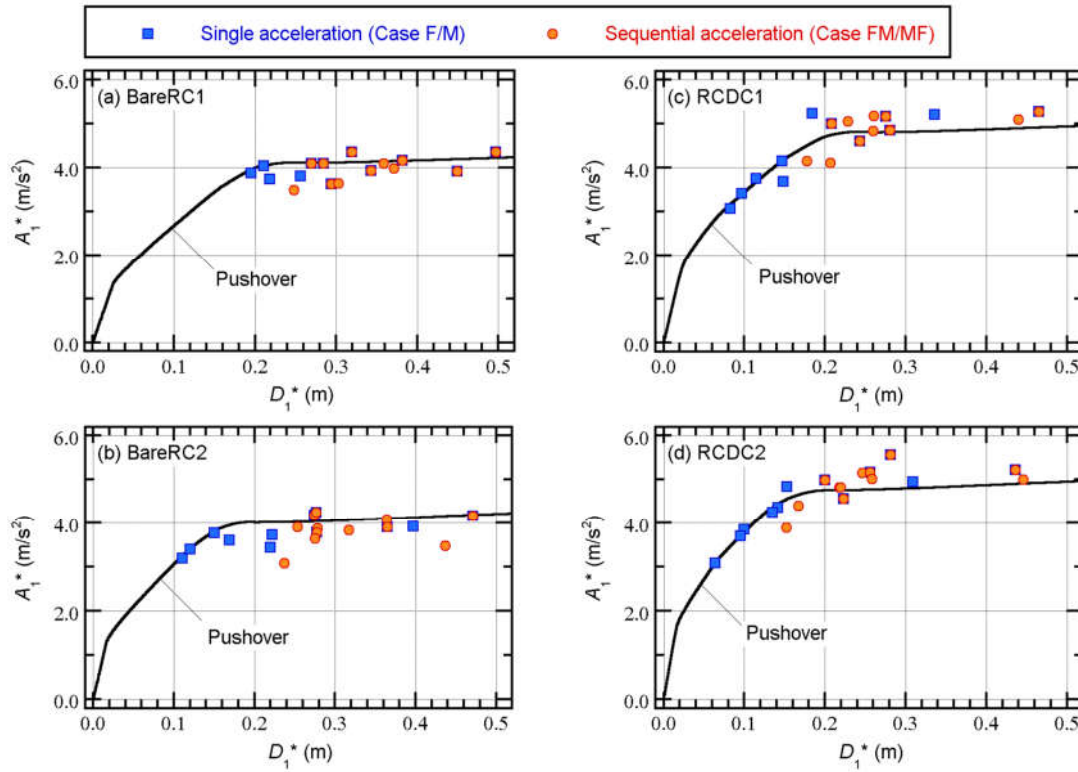 Single acceleration (Case F/M) Sequential acceleration (Case FM/MF)
(a) BareRC1
6.0
4.0
2.0
0.0
A₁* (m/s²)
Pushover
0.0 0.1 0.2 0.3 0.4 0.5
D₁* (m)
(c) RCDC1
6.0
4.0
2.0
0.0
A₁* (m/s²)
Pushover
0.0 0.1 0.2 0.3 0.4 0.5
D₁* (m)
(b) BareRC2
6.0
4.0
2.0
0.0
A₁* (m/s²)
Pushover
0.0 0.1 0.2 0.3 0.4 0.5
D₁* (m)
(d) RCDC2
6.0
4.0
2.0
0.0
A₁* (m/s²)
Pushover
0.0 0.1 0.2 0.3 0.4 0.5
D₁* (m)